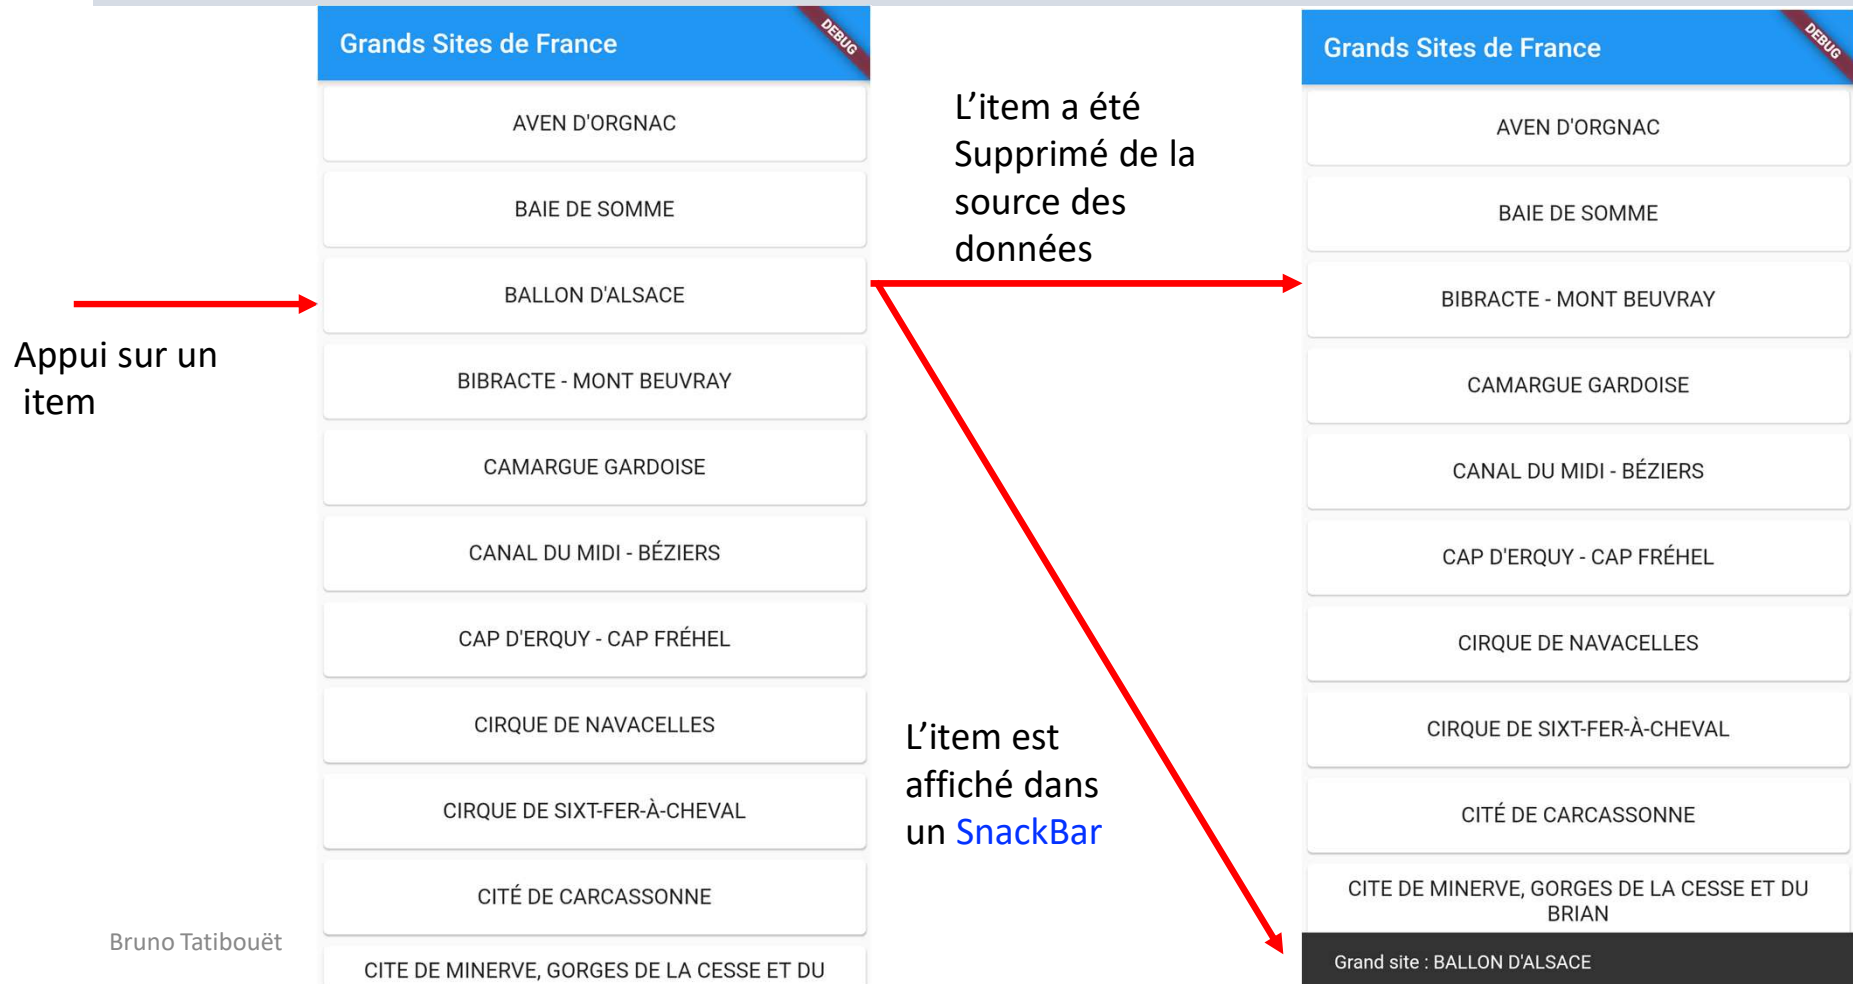 Grands Sites de France
DEBUG
AVEN D'ORGNAC
BAIE DE SOMME
BALLON D'ALSACE
BIBRACTE - MONT BEUVRAY
CAMARGUE GARDOISE
CANAL DU MIDI - BÉZIERS
CAP D'ERQUY - CAP FRÉHEL
CIRQUE DE NAVACELLES
CIRQUE DE SIXT-FER-À-CHEVAL
CITÉ DE CARCASSONNE
CITE DE MINERVE, GORGES DE LA CESSE ET DU
Appui sur un
item
Bruno Tatibouët
L'item a été
Supprimé de la
source des
données
L'item est
affiché dans
un SnackBar
Grands Sites de France
DEBUG
AVEN D'ORGNAC
BAIE DE SOMME
BIBRACTE - MONT BEUVRAY
CAMARGUE GARDOISE
CANAL DU MIDI - BÉZIERS
CAP D'ERQUY - CAP FRÉHEL
CIRQUE DE NAVACELLES
CIRQUE DE SIXT-FER-À-CHEVAL
CITÉ DE CARCASSONNE
CITE DE MINERVE, GORGES DE LA CESSE ET DU
BRIAN
Grand site : BALLON D'ALSACE